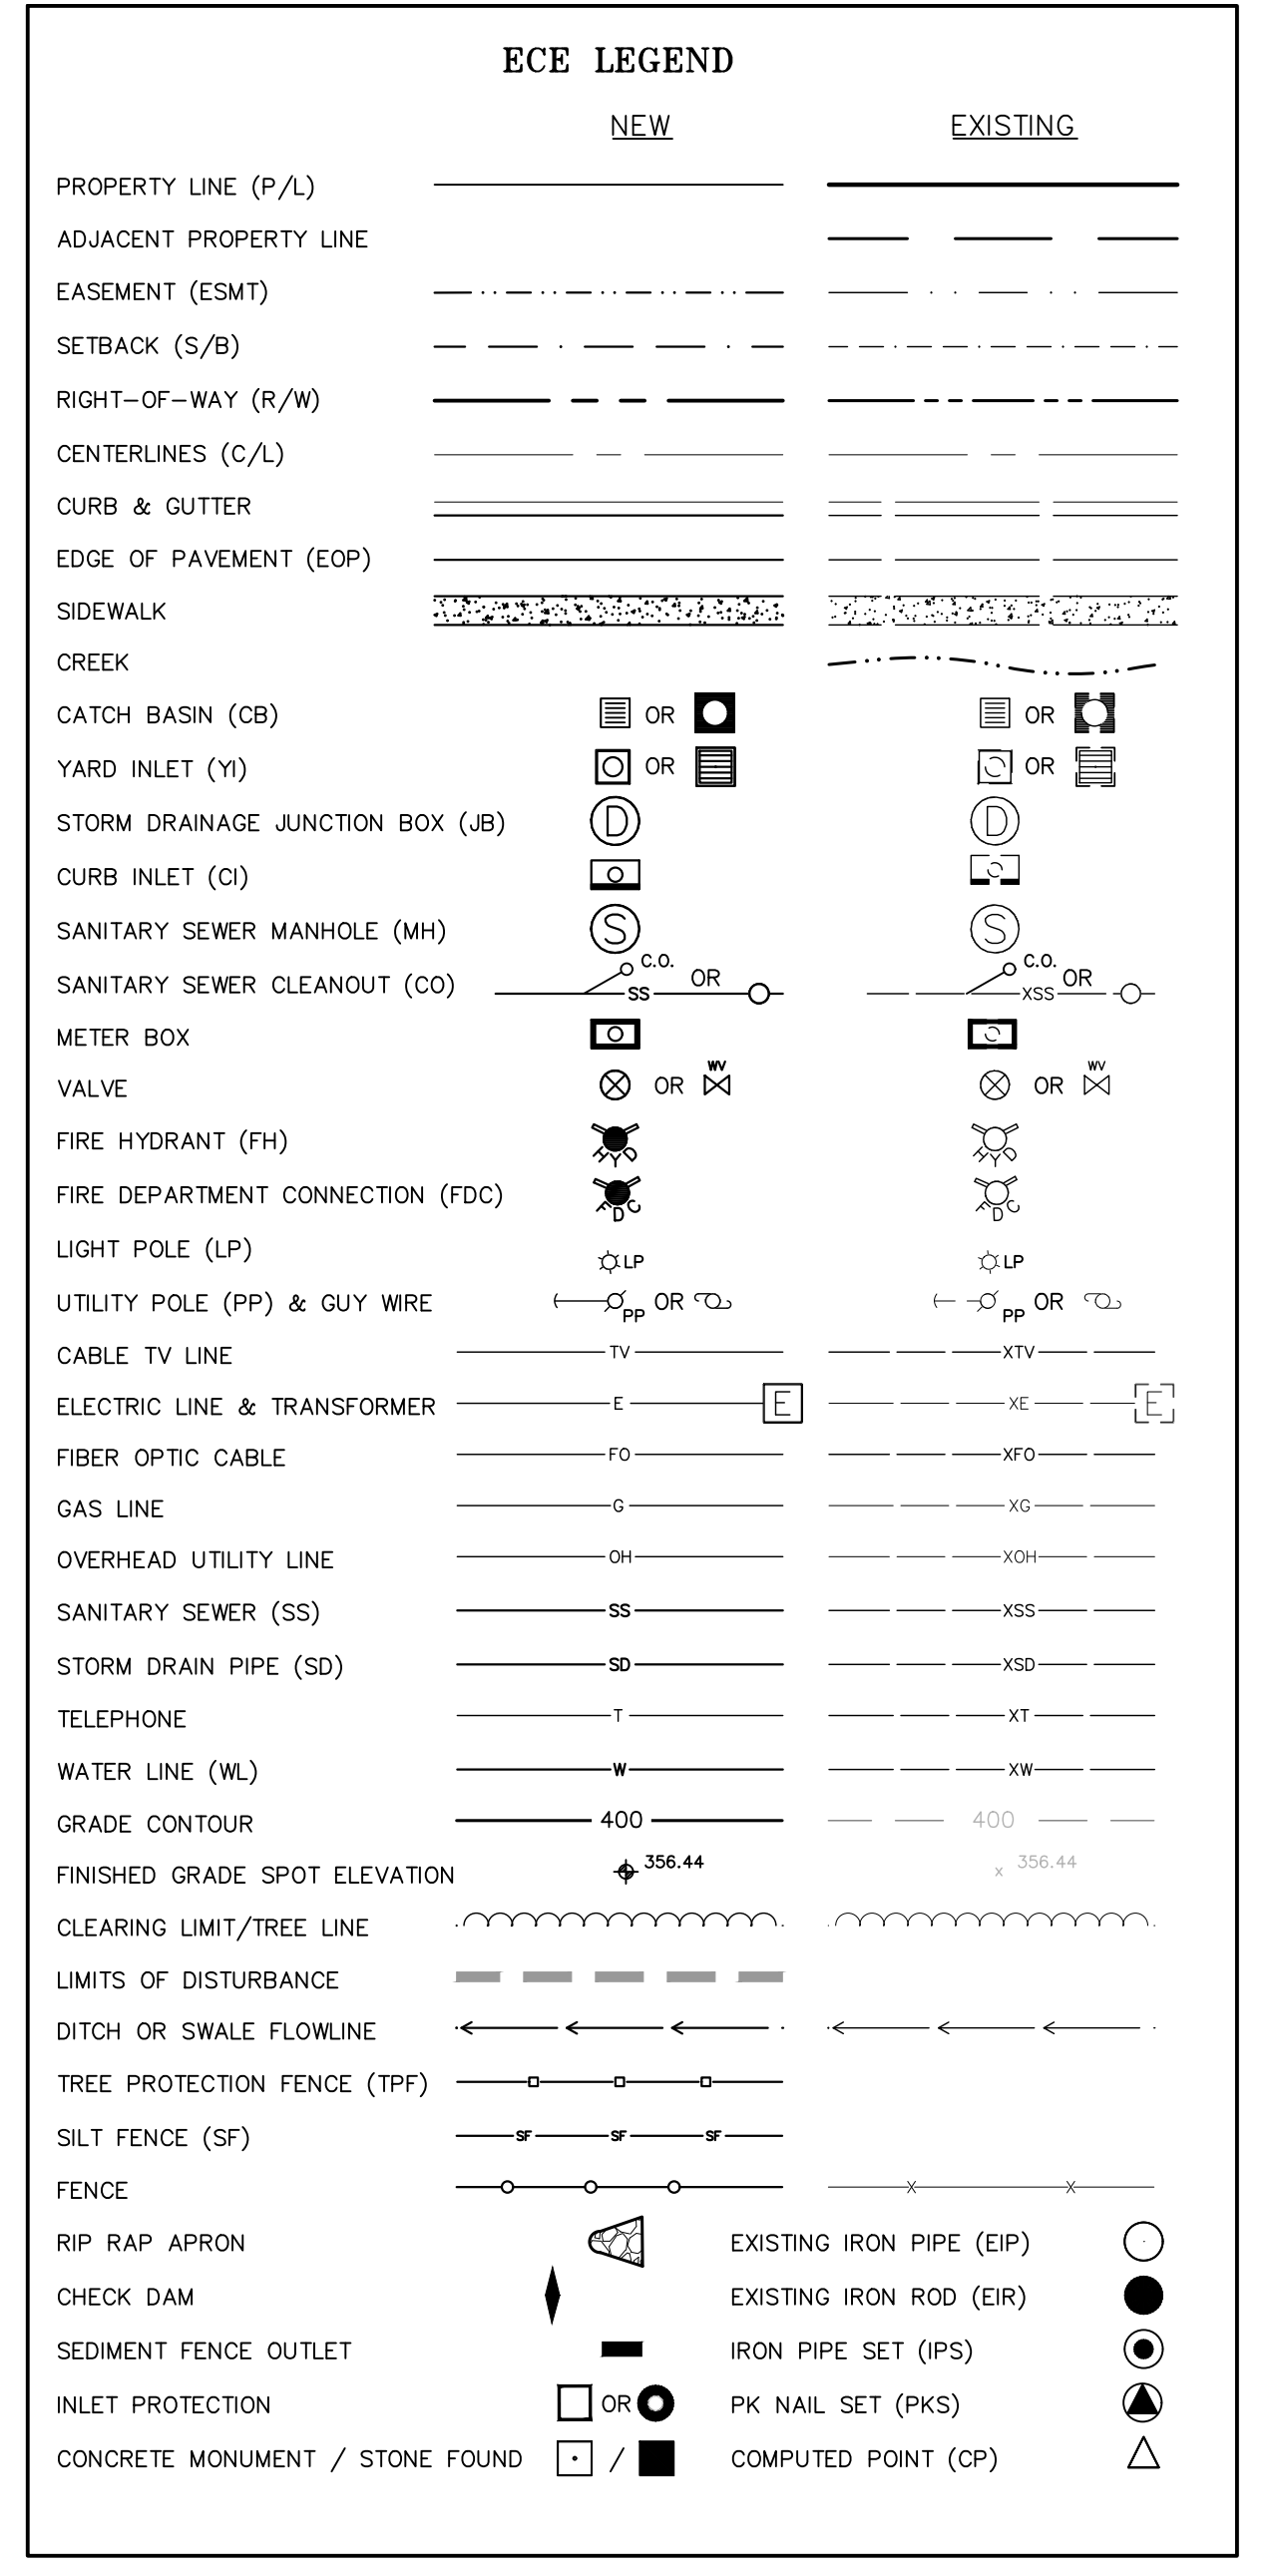 ECE LEGEND
NEW EXISTING
PROPERTY LINE (P/L)
ADJACENT PROPERTY LINE
EASEMENT (ESMT)
SETBACK (S/B)
RIGHT-OF-WAY (R/W)
CENTERLINES (C/L)
CURB & GUTTER
EDGE OF PAVEMENT (EOP)
SIDEWALK
CREEK
CATCH BASIN (CB) OR OR
YARD INLET (YI) OR OR
STORM DRAINAGE JUNCTION BOX (JB) D D
CURB INLET (CI)
SANITARY SEWER MANHOLE (MH) S S
SANITARY SEWER CLEANOUT (CO) SS C.O. OR XSS C.O. OR
METER BOX
VALVE OR WV OR WV
FIRE HYDRANT (FH) HYD HYD
FIRE DEPARTMENT CONNECTION (FDC) FDC FDC
LIGHT POLE (LP) LP LP
UTILITY POLE (PP) & GUY WIRE PP OR PP OR
CABLE TV LINE TV XTV
ELECTRIC LINE & TRANSFORMER E E XE E
FIBER OPTIC CABLE FO XFO
GAS LINE G XG
OVERHEAD UTILITY LINE OH XOH
SANITARY SEWER (SS) SS XSS
STORM DRAIN PIPE (SD) SD XSD
TELEPHONE T XT
WATER LINE (WL) W XW
GRADE CONTOUR 400 400
FINISHED GRADE SPOT ELEVATION 356.44 x 356.44
CLEARING LIMIT/TREE LINE
LIMITS OF DISTURBANCE
DITCH OR SWALE FLOWLINE
TREE PROTECTION FENCE (TPF)
SILT FENCE (SF) SF SF SF
FENCE X X
RIP RAP APRON EXISTING IRON PIPE (EIP)
CHECK DAM EXISTING IRON ROD (EIR)
SEDIMENT FENCE OUTLET IRON PIPE SET (IPS)
INLET PROTECTION OR PK NAIL SET (PKS)
CONCRETE MONUMENT / STONE FOUND / COMPUTED POINT (CP)